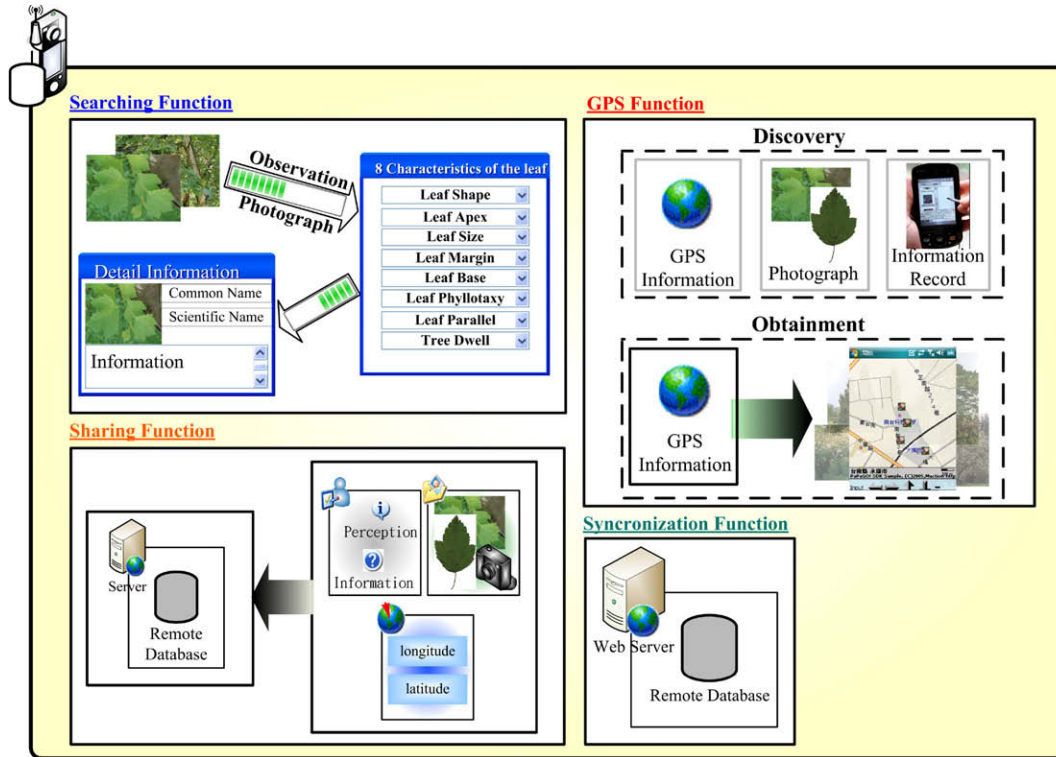 Searching Function
Observation
Photograph
8 Characteristics of the leaf
Leaf Shape
Leaf Apex
Leaf Size
Leaf Margin
Leaf Base
Leaf Phyllotaxy
Leaf Parallel
Tree Dwell
Detail Information
Common Name
Scientific Name
Information
GPS Function
Discovery
GPS
Information
Photograph
Information
Record
Obtainment
GPS
Information
Sharing Function
Server
Remote
Database
Perception
Information
longitude
latitude
Syncronization Function
Web Server
Remote Database